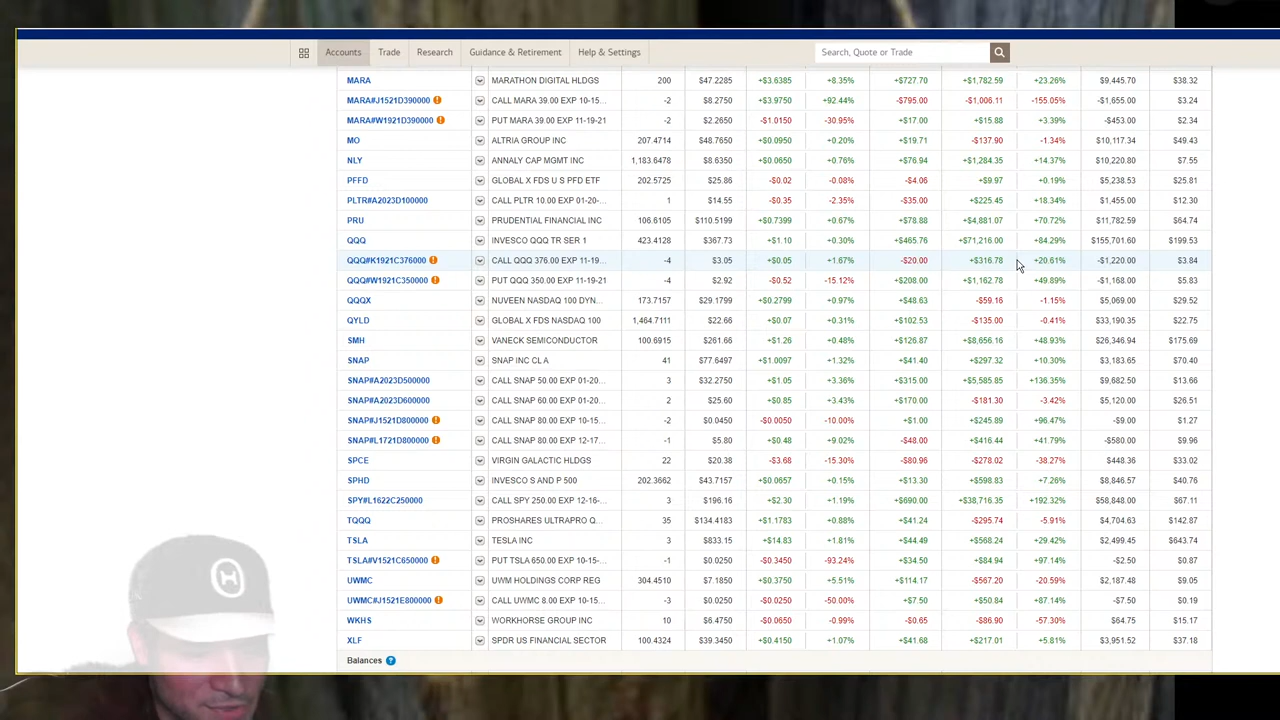 Accounts Trade Research Guidance & Retirement Help & Settings Search, Quote or Trade
MARA MARATHON DIGITAL HLDGS 200 $47.2285 +$3.6385 +8.35% +$727.70 +$1,782.59 +23.26% $9,445.70 $38.32
MARA#J1521D390000 CALL MARA 39.00 EXP 10-15... -2 $8.2750 +$3.9750 +92.44% -$795.00 -$1,006.11 -155.05% -$1,655.00 $3.24
MARA#W1921D390000 PUT MARA 39.00 EXP 11-19-21 -2 $2.2650 -$1.0150 -30.95% +$17.00 +$15.88 +3.39% -$453.00 $2.34
MO ALTRIA GROUP INC 207.4714 $48.7650 +$0.0950 +0.20% +$19.71 -$137.90 -1.34% $10,117.34 $49.43
NLY ANNALY CAP MGMT INC 1,183.6478 $8.6350 +$0.0650 +0.76% +$76.94 +$1,284.35 +14.37% $10,220.80 $7.55
PFFD GLOBAL X FDS U S PFD ETF 202.5725 $25.86 -$0.02 -0.08% -$4.06 +$9.97 +0.19% $5,238.53 $25.81
PLTR#A2023D100000 CALL PLTR 10.00 EXP 01-20-... 1 $14.55 -$0.35 -2.35% -$35.00 +$225.45 +18.34% $1,455.00 $12.30
PRU PRUDENTIAL FINANCIAL INC 106.6105 $110.5199 +$0.7399 +0.67% +$78.88 +$4,881.07 +70.72% $11,782.59 $64.74
QQQ INVESCO QQQ TR SER 1 423.4128 $367.73 +$1.10 +0.30% +$465.76 +$71,216.00 +84.29% $155,701.60 $199.53
QQQ#K1921C376000 CALL QQQ 376.00 EXP 11-19... -4 $3.05 +$0.05 +1.67% -$20.00 +$316.78 +20.61% -$1,220.00 $3.84
QQQ#W1921C350000 PUT QQQ 350.00 EXP 11-19-21 -4 $2.92 -$0.52 -15.12% +$208.00 +$1,162.78 +49.89% -$1,168.00 $5.83
QQQX NUVEEN NASDAQ 100 DYN... 173.7157 $29.1799 +$0.2799 +0.97% +$48.63 -$59.16 -1.15% $5,069.00 $29.52
QYLD GLOBAL X FDS NASDAQ 100 1,464.7111 $22.66 +$0.07 +0.31% +$102.53 -$135.00 -0.41% $33,190.35 $22.75
SMH VANECK SEMICONDUCTOR 100.6915 $261.66 +$1.26 +0.48% +$126.87 +$8,656.16 +48.93% $26,346.94 $175.69
SNAP SNAP INC CL A 41 $77.6497 +$1.0097 +1.32% +$41.40 +$297.32 +10.30% $3,183.65 $70.40
SNAP#A2023D500000 CALL SNAP 50.00 EXP 01-20... 3 $32.2750 +$1.05 +3.36% +$315.00 +$5,585.85 +136.35% $9,682.50 $13.66
SNAP#A2023D600000 CALL SNAP 60.00 EXP 01-20... 2 $25.60 +$0.85 +3.43% +$170.00 -$181.30 -3.42% $5,120.00 $26.51
SNAP#J1521D800000 CALL SNAP 80.00 EXP 10-15... -2 $0.0450 -$0.0050 -10.00% +$1.00 +$245.89 +96.47% -$9.00 $1.27
SNAP#L1721D800000 CALL SNAP 80.00 EXP 12-17... -1 $5.80 +$0.48 +9.02% -$48.00 +$416.44 +41.79% -$580.00 $9.96
SPCE VIRGIN GALACTIC HLDGS 22 $20.38 -$3.68 -15.30% -$80.96 -$278.02 -38.27% $448.36 $33.02
SPHD INVESCO S AND P 500 202.3662 $43.7157 +$0.0657 +0.15% +$13.30 +$598.83 +7.26% $8,846.57 $40.76
SPY#L1622C250000 CALL SPY 250.00 EXP 12-16-... 3 $196.16 +$2.30 +1.19% +$690.00 +$38,716.35 +192.32% $58,848.00 $67.11
TQQQ PROSHARES ULTRAPRO Q... 35 $134.4183 +$1.1783 +0.88% +$41.24 -$295.74 -5.91% $4,704.63 $142.87
TSLA TESLA INC 3 $833.15 +$14.83 +1.81% +$44.49 +$568.24 +29.42% $2,499.45 $643.74
TSLA#V1521C650000 PUT TSLA 650.00 EXP 10-15-... -1 $0.0250 -$0.3450 -93.24% +$34.50 +$84.94 +97.14% -$2.50 $0.87
UWMC UWM HOLDINGS CORP REG 304.4510 $7.1850 +$0.3750 +5.51% +$114.17 -$567.20 -20.59% $2,187.48 $9.05
UWMC#J1521E800000 CALL UWMC 8.00 EXP 10-15... -3 $0.0250 -$0.0250 -50.00% +$7.50 +$50.84 +87.14% -$7.50 $0.19
WKHS WORKHORSE GROUP INC 10 $6.4750 -$0.0650 -0.99% -$0.65 -$86.90 -57.30% $64.75 $15.17
XLF SPDR US FINANCIAL SECTOR 100.4324 $39.3450 +$0.4150 +1.07% +$41.68 +$217.01 +5.81% $3,951.52 $37.18
Balances